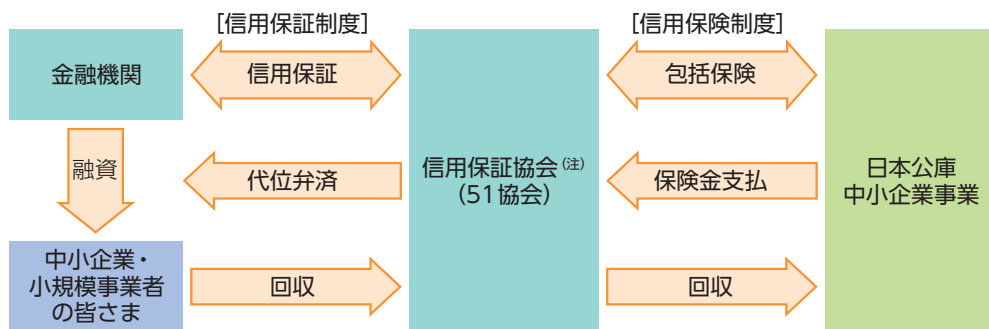 [信用保証制度]
[信用保険制度]
金融機関
信用保証
包括保険
融資
代位弁済
信用保証協会(注)
(51協会)
保険金支払
日本公庫
中小企業事業
中小企業・
小規模事業者
の皆さま
回収
回収